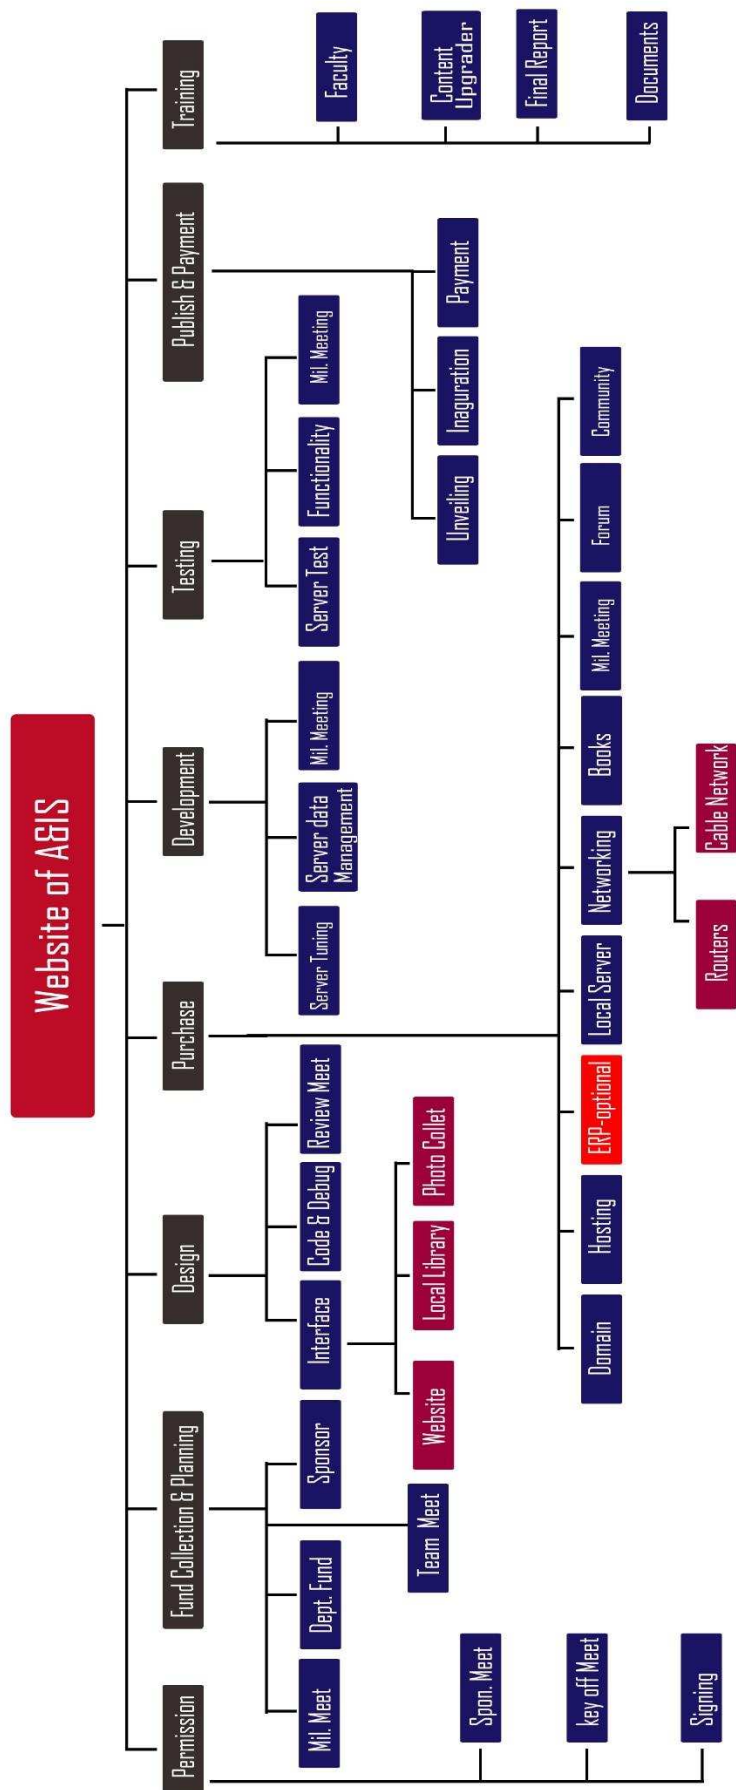 Website of A&IS
Permission
Fund Collection & Planning
Design
Purchase
Development
Testing
Publish & Payment
Training
Spon. Meet
key off Meet
Signing
Mil. Meet
Dept. Fund
Sponsor
Team Meet
Interface
Code & Debug
Review Meet
Website
Local Library
Photo Collet
Domain
Hosting
ERP-optional
Local Server
Networking
Books
Mil. Meeting
Forum
Community
Routers
Cable Network
Server Tuning
Server data
Management
Mil. Meeting
Server Test
Functionality
Mil. Meeting
Unveiling
Inaguration
Payment
Faculty
Content
Upgrader
Final Report
Documents